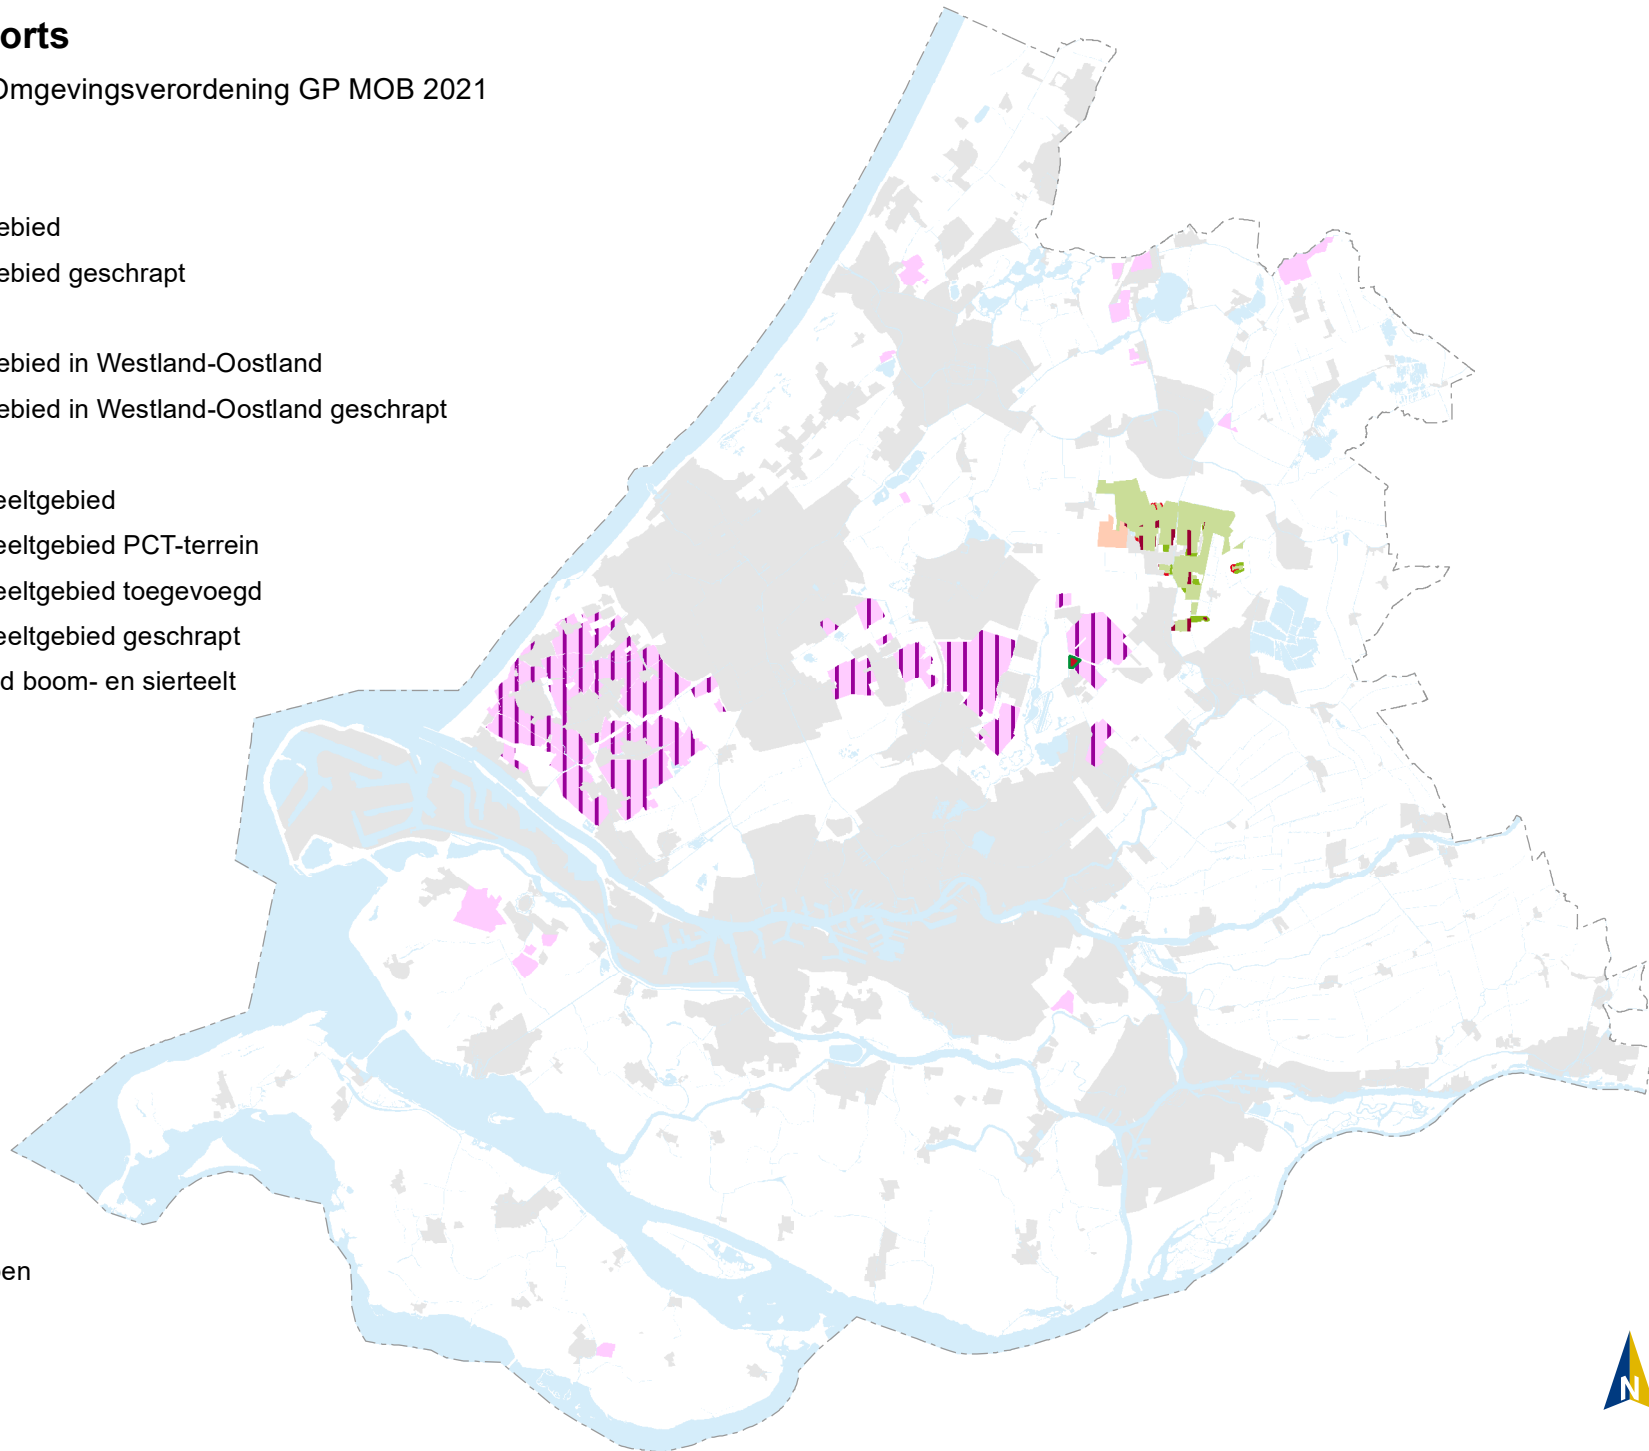 orts
Omgevingsverordening GP MOB 2021
ebied
ebied geschrapt
ebied in Westland-Oostland
ebied in Westland-Oostland geschrapt
eeltgebied
eeltgebied PCT-terrein
eeltgebied toegevoegd
eeltgebied geschrapt
d boom- en sierteelt
en
N